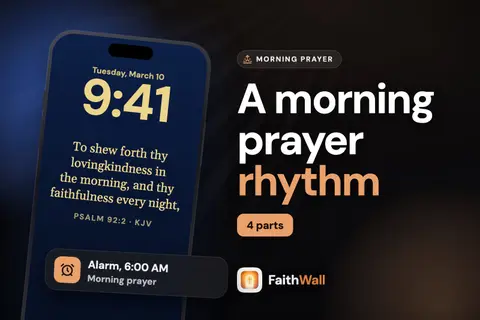 Tuesday, March 10
9:41
To shew forth thy
lovingkindness in
the morning, and thy
faithfulness every night,
PSALM 92:2 · KJV
Alarm, 6:00 AM
Morning prayer
MORNING PRAYER
A morning
prayer
rhythm
4 parts
FaithWall